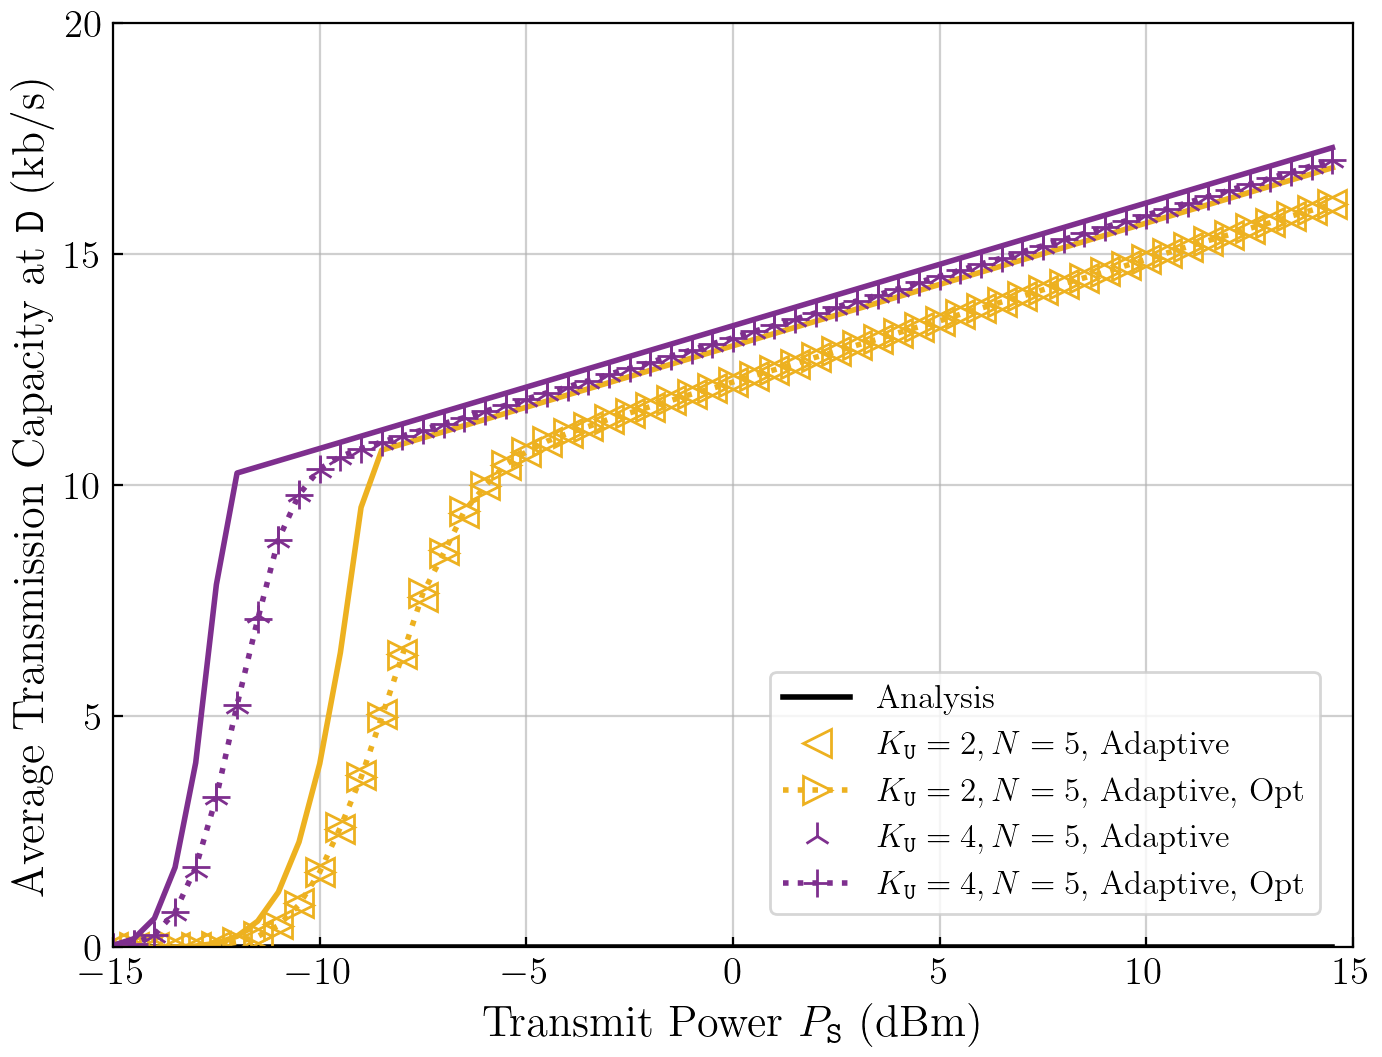 20
15
10
5
0
Average Transmission Capacity at D (kb/s)
Analysis
K_U = 2, N = 5, Adaptive
K_U = 2, N = 5, Adaptive, Opt
K_U = 4, N = 5, Adaptive
K_U = 4, N = 5, Adaptive, Opt
−15 −10 −5 0 5 10 15
Transmit Power P_S (dBm)